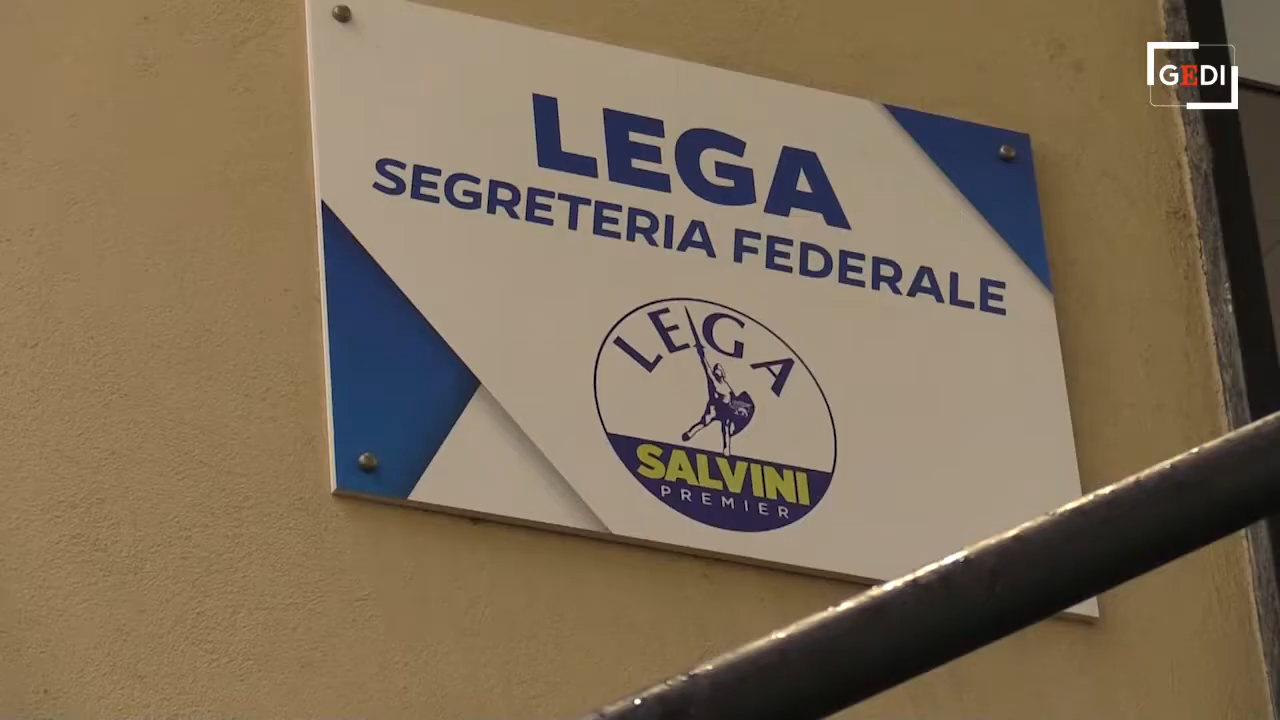 GEDI
LEGA
SEGRETERIA FEDERALE
LEGA
SALVINI
PREMIER